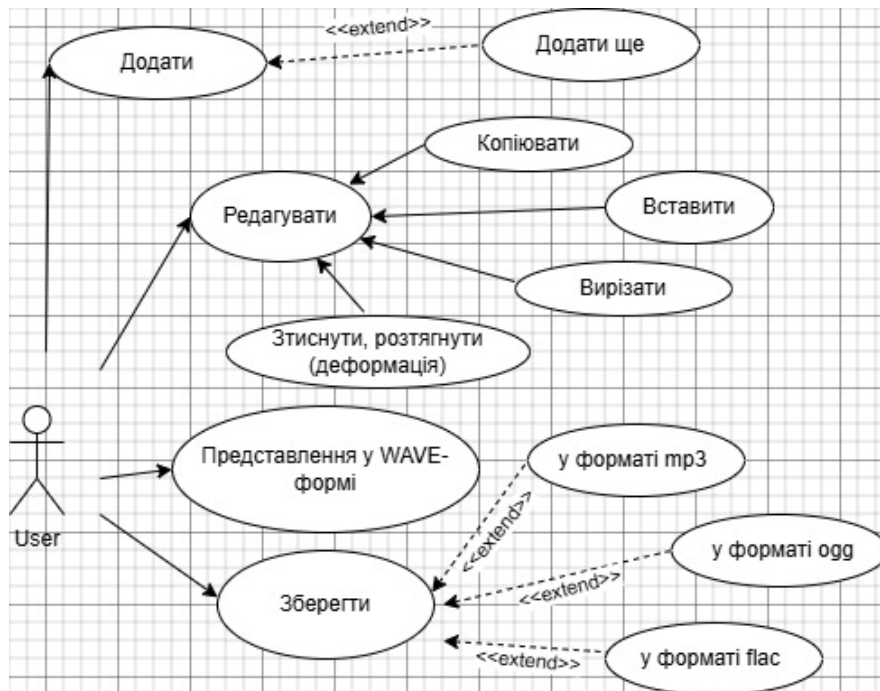 <<extend>>
Додати
Додати ще
Копіювати
Редагувати
Вставити
Вирізати
Зтиснути, розтягнути
(деформація)
Представлення у WAVE-
формі
у форматі mp3
<<extend>>
User
у форматі ogg
<<extend>>
Зберегти
<<extend>>
у форматі flac